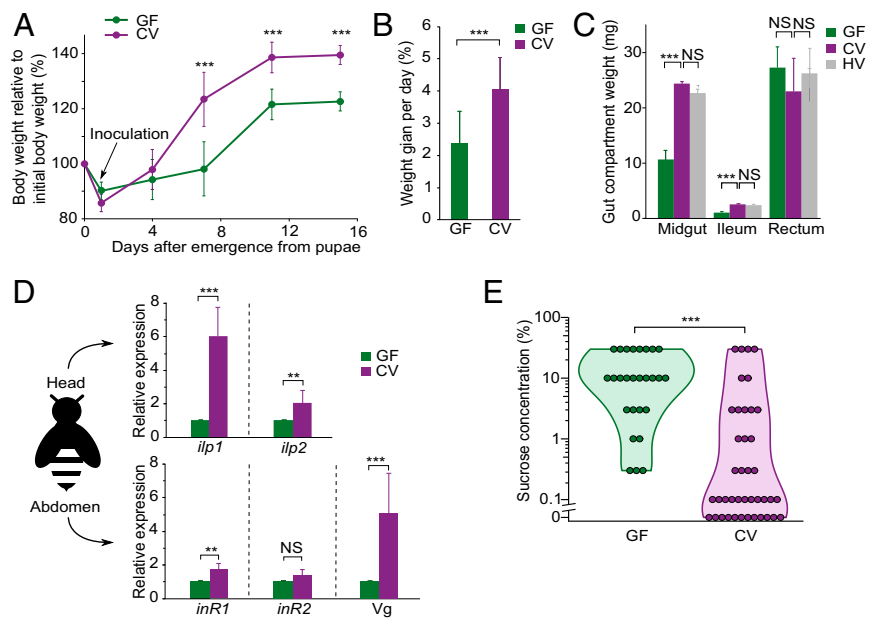 A
GF
CV
Body weight relative to
initial body weight (%)
140
120
100
80
Inoculation
***
***
***
0
4
8
12
16
Days after emergence from pupae
B
GF
CV
Weight gian per day (%)
6
5
4
3
2
1
0
***
GF
CV
C
GF
CV
HV
Gut compartment weight (mg)
30
20
10
0
*** NS
*** NS
NS NS
Midgut
Ileum
Rectum
D
Head
Abdomen
GF
CV
Relative expression
8
6
4
2
0
***
**
ilp1
ilp2
Relative expression
8
6
4
2
0
**
NS
***
inR1
inR2
Vg
E
Sucrose concentration (%)
100
10
1
0.1
0
***
GF
CV